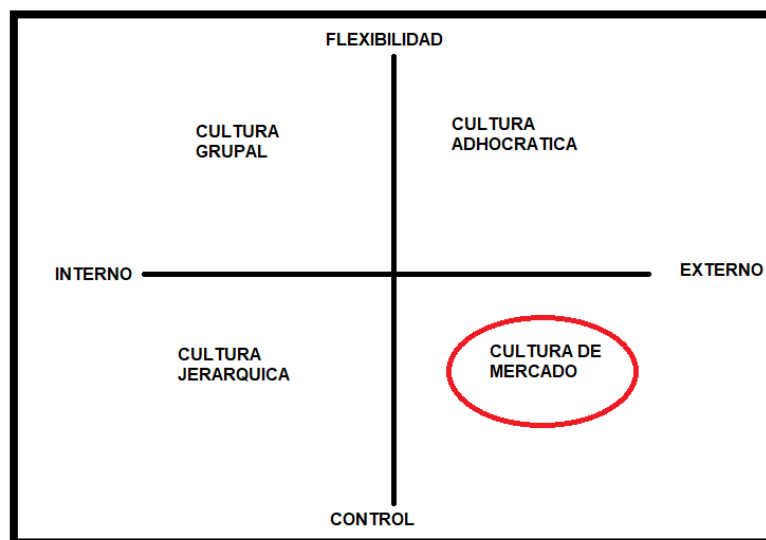 FLEXIBILIDAD
CULTURA
GRUPAL
CULTURA
ADHOCRATICA
INTERNO
EXTERNO
CULTURA
JERARQUICA
CULTURA DE
MERCADO
CONTROL